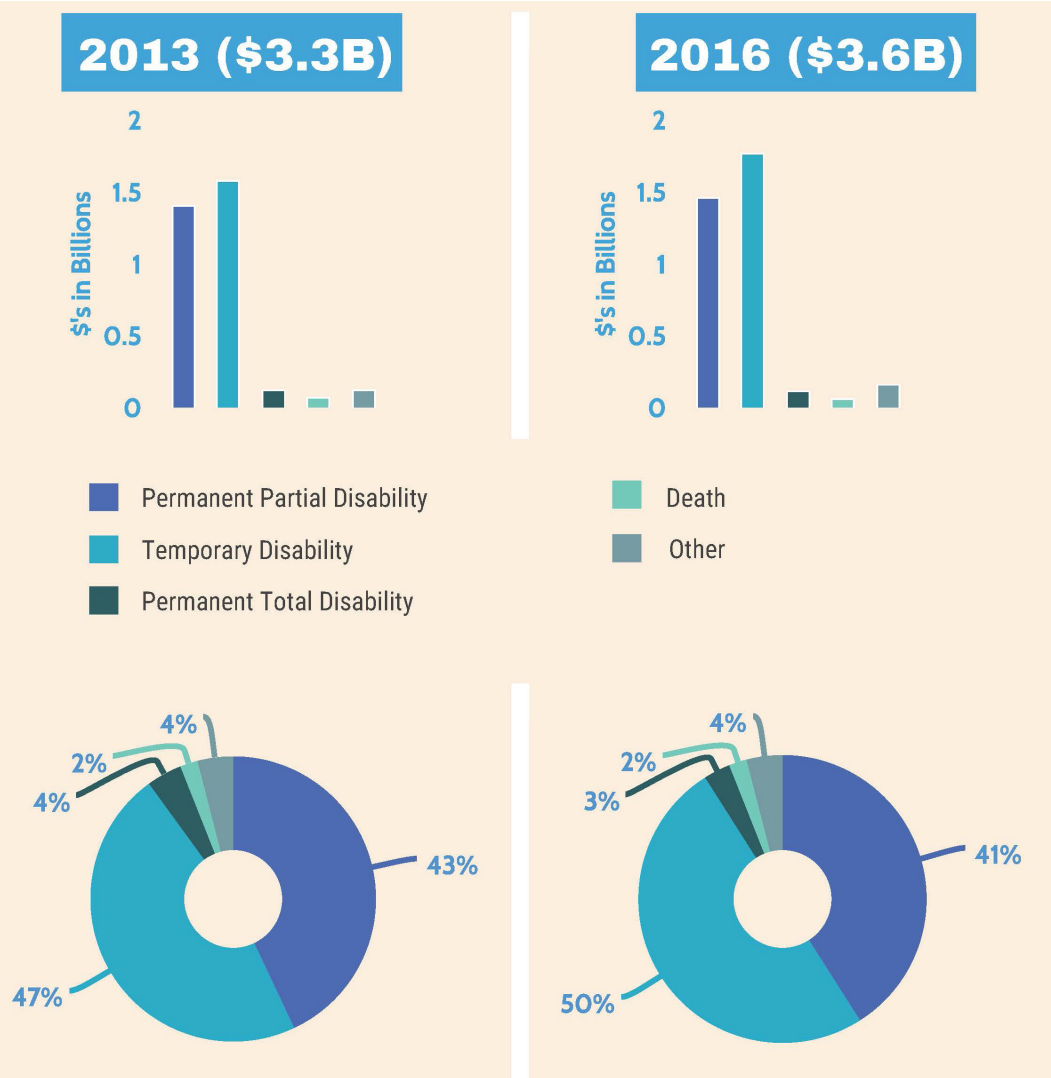 2013 ($3.3B)
2
1.5
1
0.5
0
$'s in Billions
2016 ($3.6B)
2
1.5
1
0.5
0
$'s in Billions
Permanent Partial Disability
Temporary Disability
Permanent Total Disability
Death
Other
4%
2%
4%
43%
47%
4%
2%
3%
41%
50%